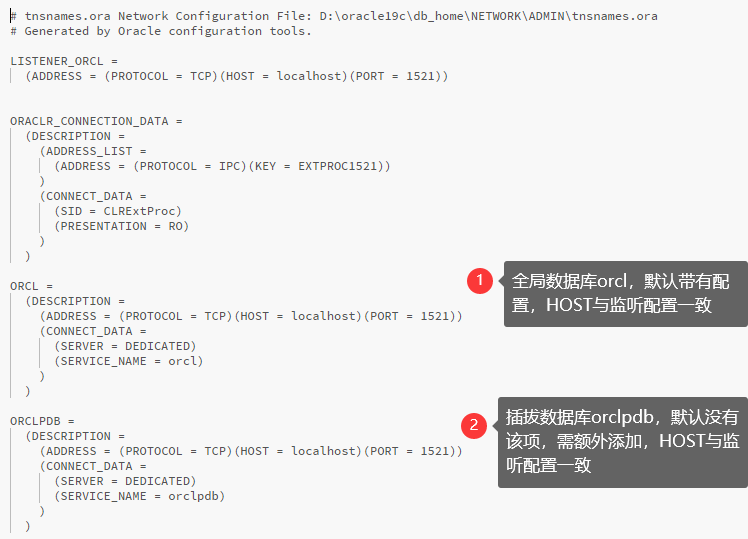 # tnsnames.ora Network Configuration File: D:\oracle19c\db_home\NETWORK\ADMIN\tnsnames.ora
# Generated by Oracle configuration tools.
LISTENER_ORCL =
(ADDRESS = (PROTOCOL = TCP)(HOST = localhost)(PORT = 1521))
ORACLR_CONNECTION_DATA =
(DESCRIPTION =
(ADDRESS_LIST =
(ADDRESS = (PROTOCOL = IPC)(KEY = EXTPROC1521))
)
(CONNECT_DATA =
(SID = CLRExtProc)
(PRESENTATION = RO)
)
)
ORCL =
(DESCRIPTION =
(ADDRESS = (PROTOCOL = TCP)(HOST = localhost)(PORT = 1521))
(CONNECT_DATA =
(SERVER = DEDICATED)
(SERVICE_NAME = orcl)
)
)
1
全局数据库orcl，默认带有配
置，HOST与监听配置一致
ORCLPDB =
(DESCRIPTION =
(ADDRESS = (PROTOCOL = TCP)(HOST = localhost)(PORT = 1521))
(CONNECT_DATA =
(SERVER = DEDICATED)
(SERVICE_NAME = orclpdb)
)
)
2
插拔数据库orclpdb，默认没有
该项，需额外添加，HOST与监
听配置一致